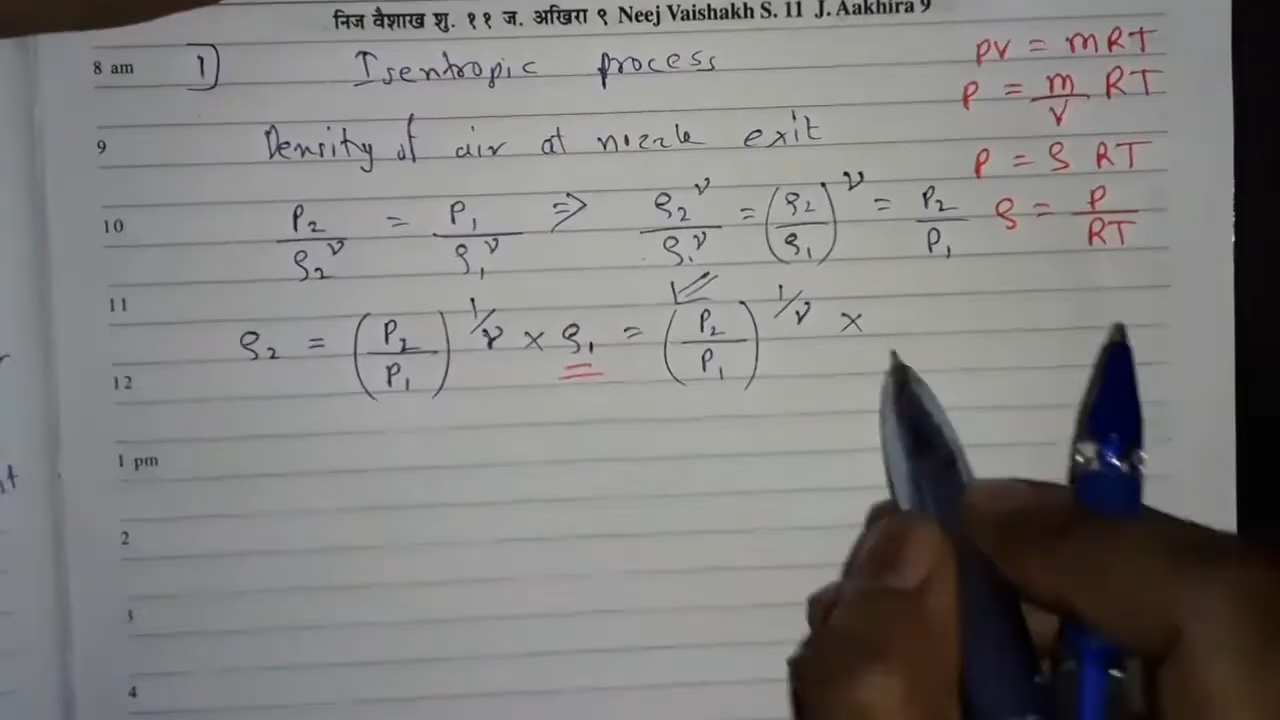 निज वैशाख शु. ११ ज. अखिरा ९ Neej Vaishakh S. 11 J. Aakhira 9
8 am 1] Isentropic process
PV = mRT
P = m/V RT
9 Density of air at nozzle exit
P = ρ RT
10 P₂/ρ₂^γ = P₁/ρ₁^γ ⇒ ρ₂^γ/ρ₁^γ = (ρ₂/ρ₁)^γ = P₂/P₁
ρ = P/RT
11
ρ₂ = (P₂/P₁)^1/γ × ρ₁ = (P₂/P₁)^1/γ ×
12
1 pm
2
3
4